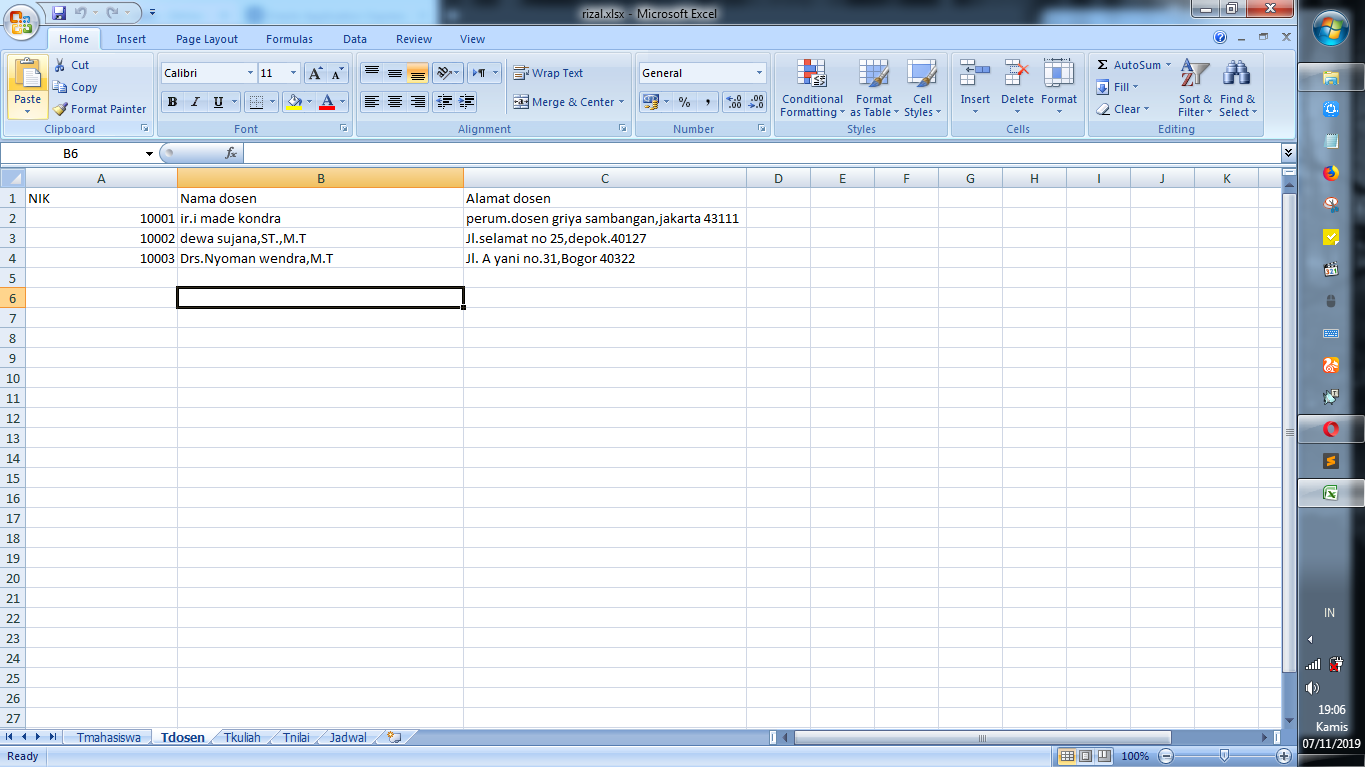 rizal.xlsx - Microsoft Excel
Home Insert Page Layout Formulas Data Review View
Paste
Cut
Copy
Format Painter
Clipboard
Calibri 11
B I U A
Font
Wrap Text
Merge & Center
Alignment
General
% ,
Number
Conditional Formatting
Format as Table
Cell Styles
Styles
Insert Delete Format
Cells
AutoSum
Fill
Clear
Sort & Filter
Find & Select
Editing
B6 fx
A B C D E F G H I J K
1 NIK Nama dosen Alamat dosen
2 10001 ir.i made kondra perum.dosen griya sambangan,jakarta 43111
3 10002 dewa sujana,ST.,M.T Jl.selamat no 25,depok.40127
4 10003 Drs.Nyoman wendra,M.T Jl. A yani no.31,Bogor 40322
5
6
7
8
9
10
11
12
13
14
15
16
17
18
19
20
21
22
23
24
25
26
27
Tmahasiswa Tdosen Tkuliah Tnilai Jadwal
Ready 100%
IN
19:06
Kamis
07/11/2019